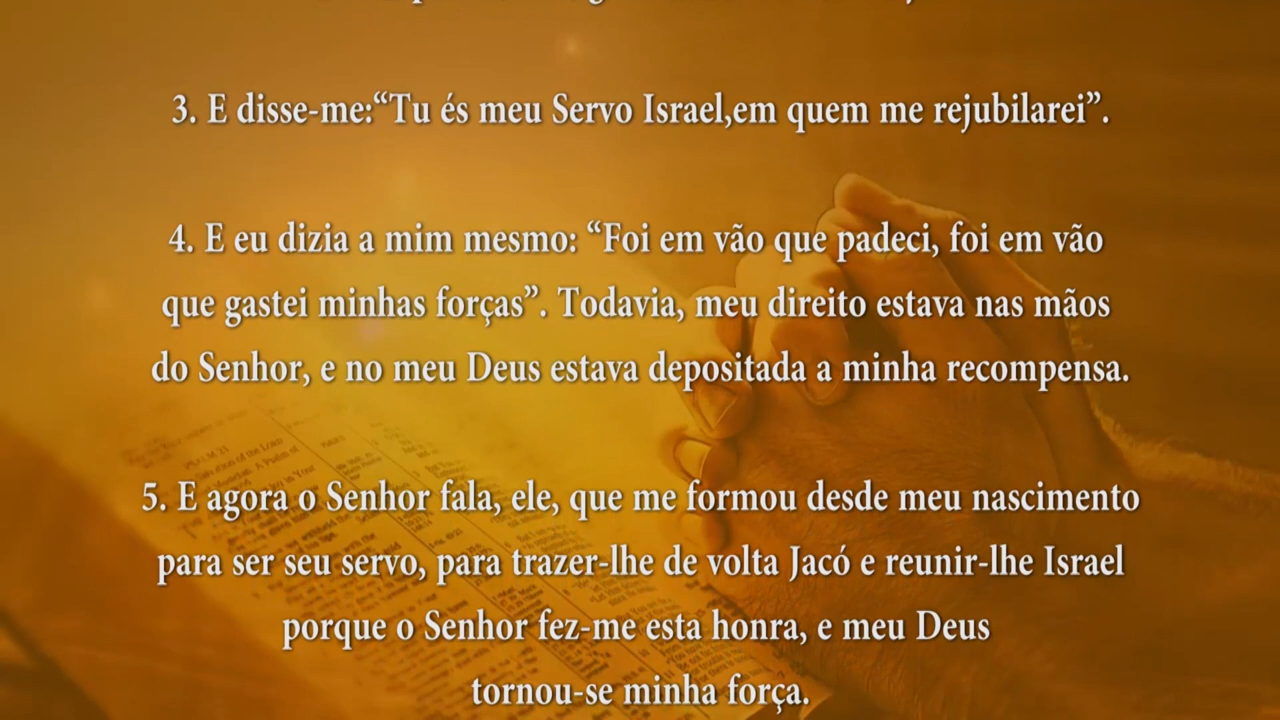 3. E disse-me:“Tu és meu Servo Israel,em quem me rejubilarei”.
4. E eu dizia a mim mesmo: “Foi em vão que padeci, foi em vão
que gastei minhas forças”. Todavia, meu direito estava nas mãos
do Senhor, e no meu Deus estava depositada a minha recompensa.
5. E agora o Senhor fala, ele, que me formou desde meu nascimento
para ser seu servo, para trazer-lhe de volta Jacó e reunir-lhe Israel
porque o Senhor fez-me esta honra, e meu Deus
tornou-se minha força.